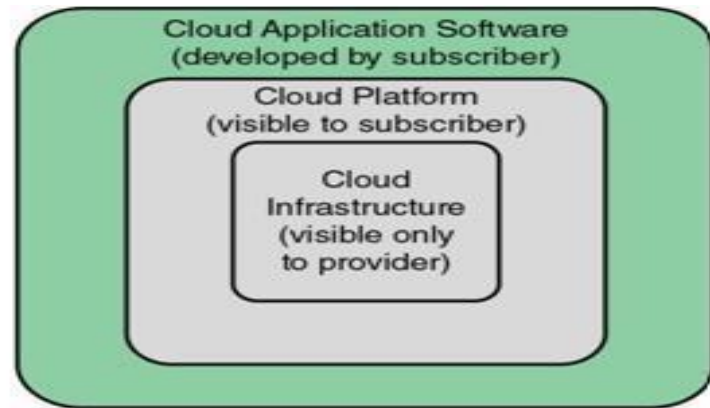 Cloud Application Software
(developed by subscriber)
Cloud Platform
(visible to subscriber)
Cloud
Infrastructure
(visible only
to provider)